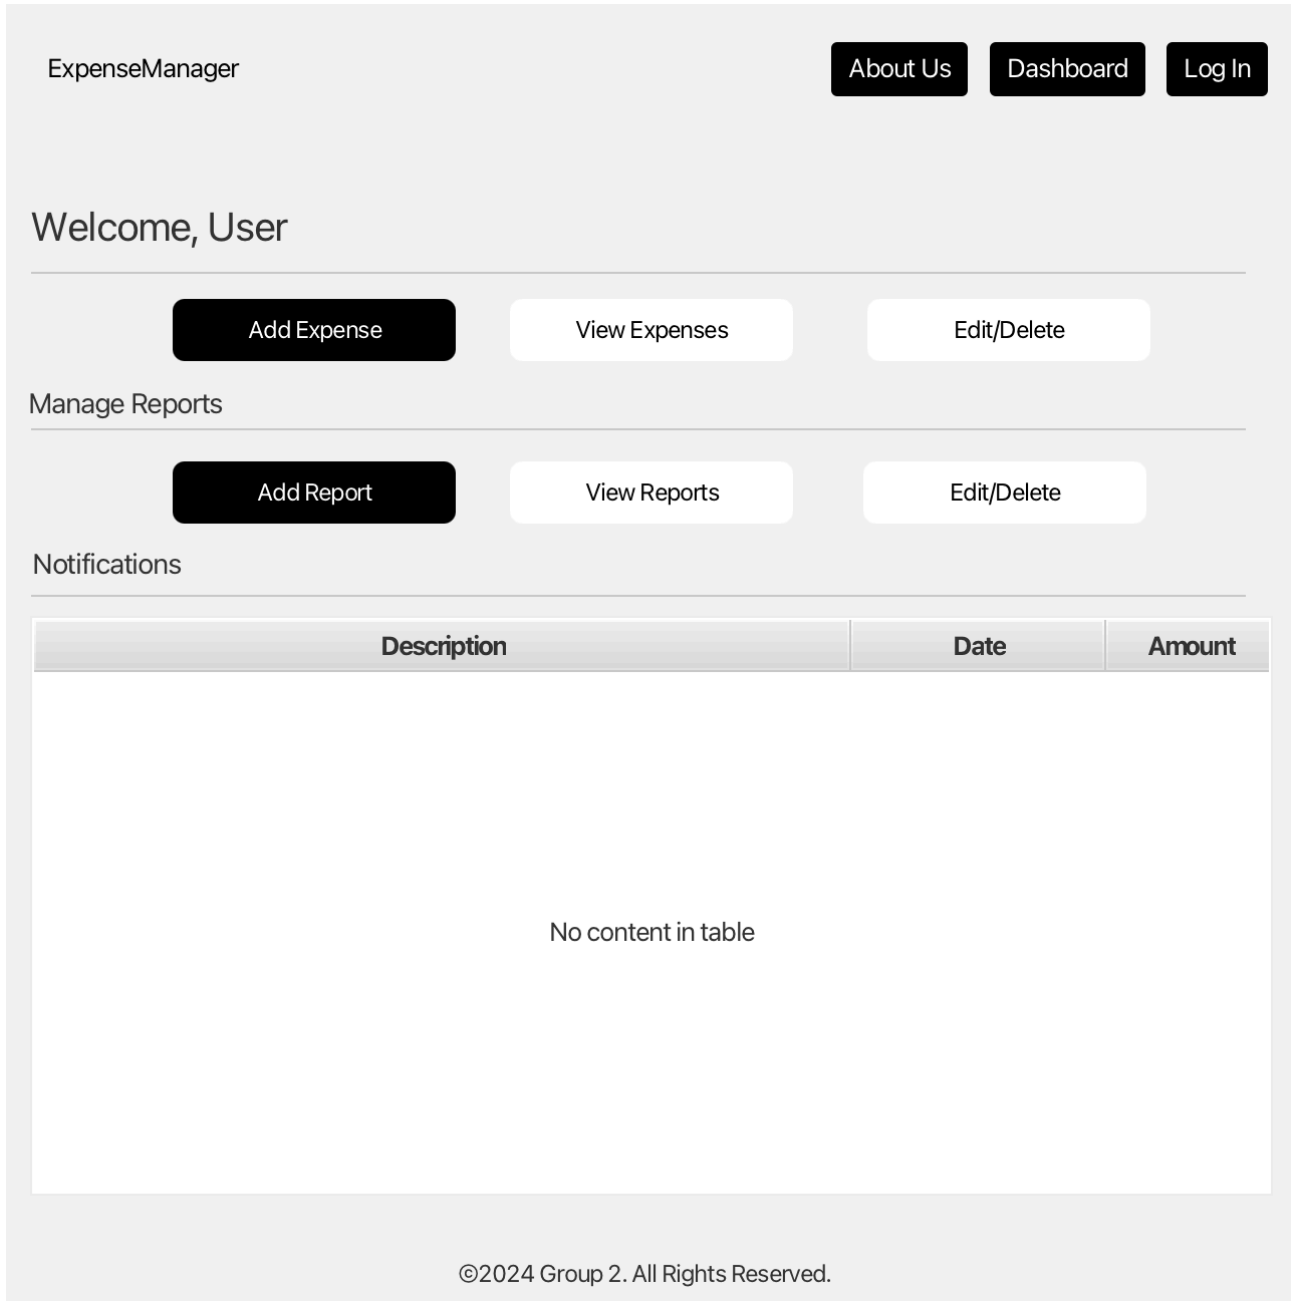 ExpenseManager
About Us
Dashboard
Log In
Welcome, User
Add Expense
View Expenses
Edit/Delete
Manage Reports
Add Report
View Reports
Edit/Delete
Notifications
Description
Date
Amount
No content in table
©2024 Group 2. All Rights Reserved.